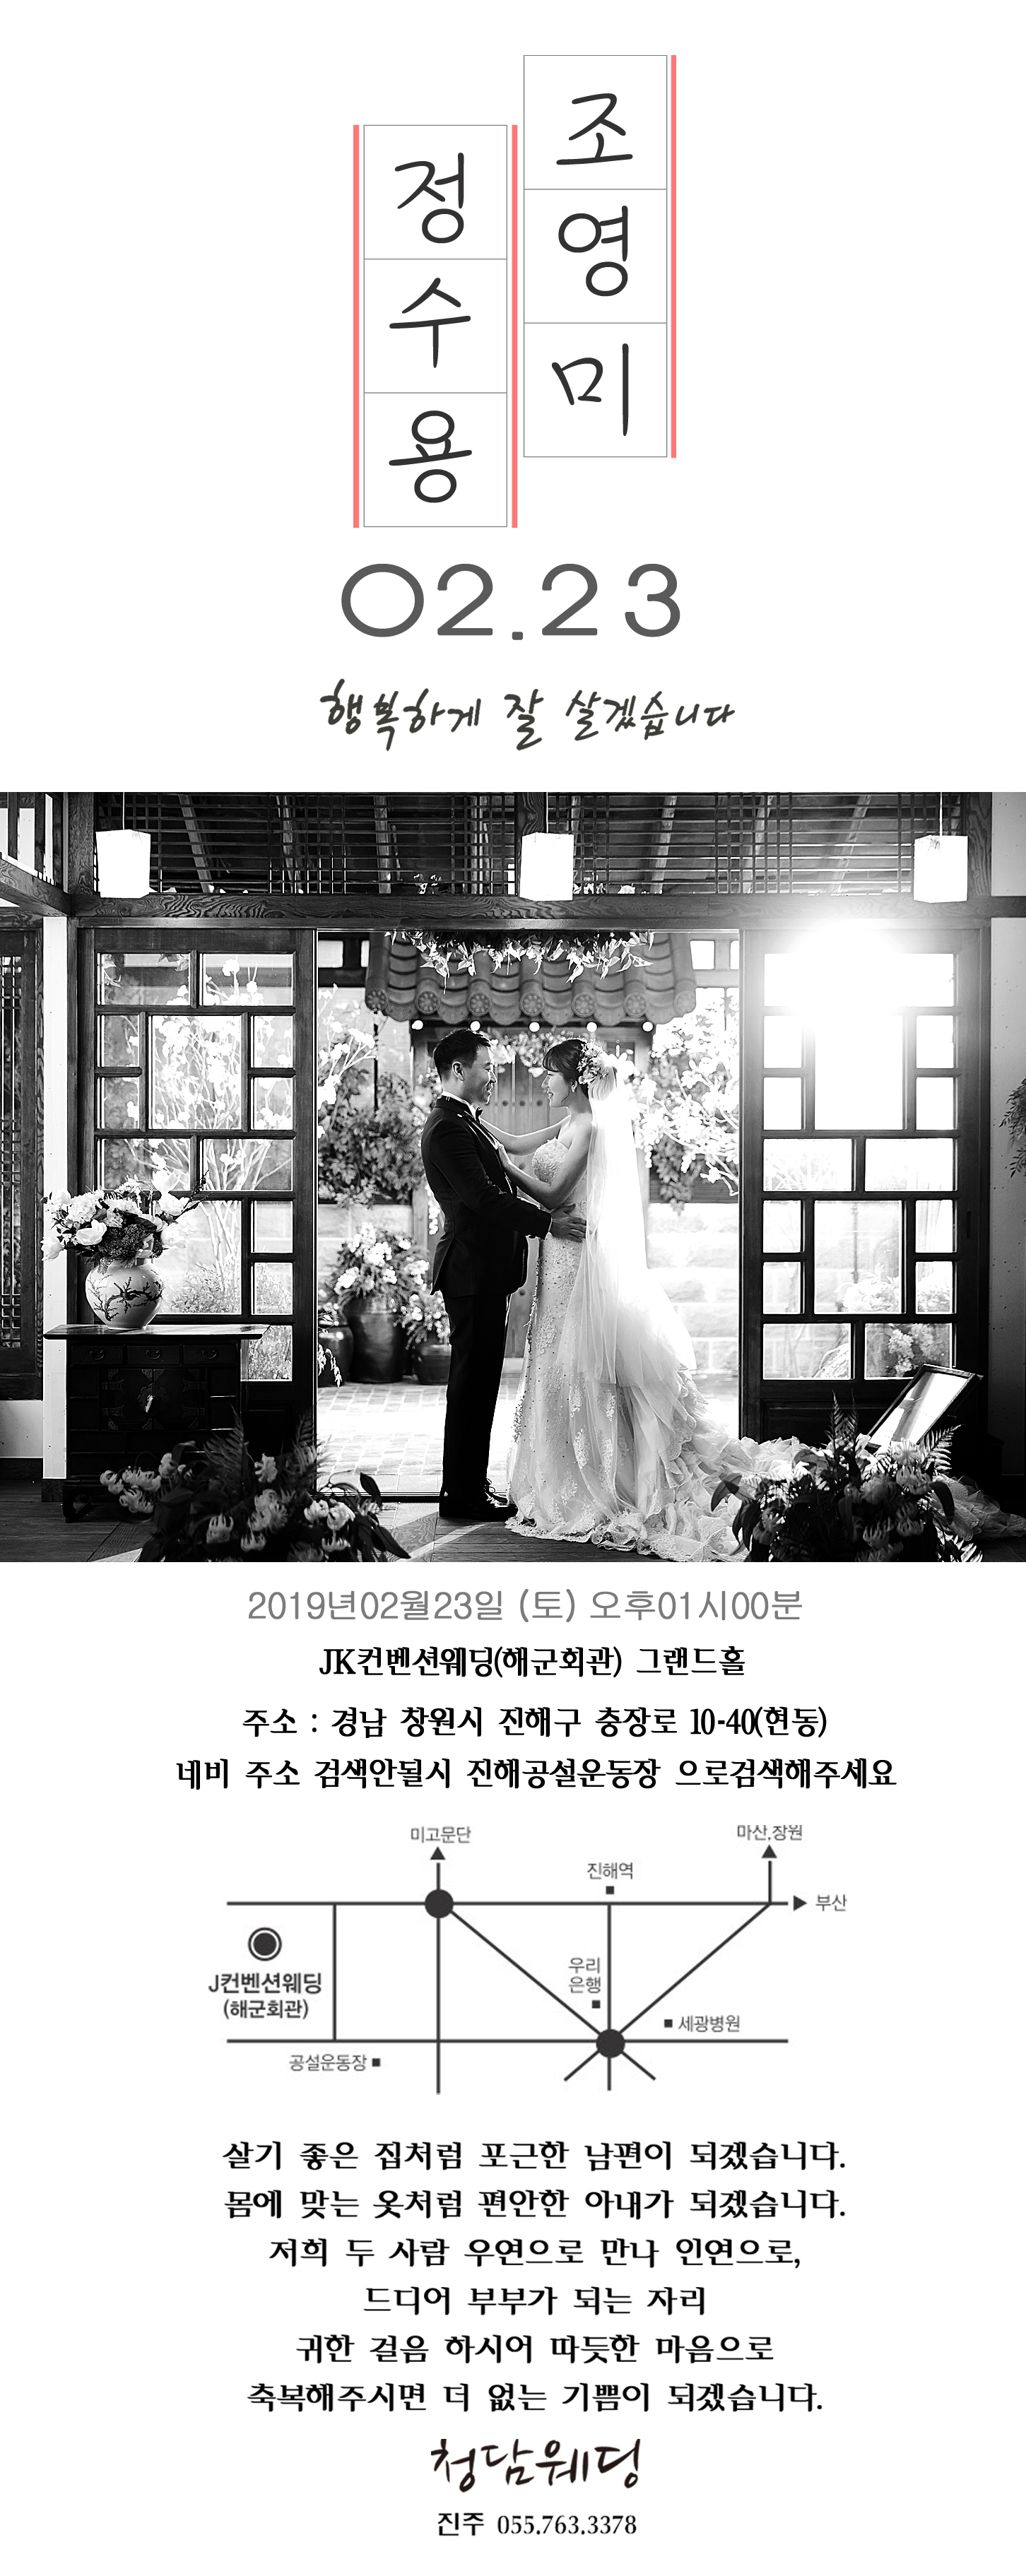 정수용
조영미
02.23
행복하게 잘 살겠습니다
2019년02월23일 (토) 오후01시00분
JK컨벤션웨딩(해군회관) 그랜드홀
주소 : 경남 창원시 진해구 충장로 10-40(현동)
네비 주소 검색안될시 진해공설운동장 으로검색해주세요
미고문단
마산.창원
진해역
부산
우리
은행
J컨벤션웨딩
(해군회관)
세광병원
공설운동장
살기 좋은 집처럼 포근한 남편이 되겠습니다.
몸에 맞는 옷처럼 편안한 아내가 되겠습니다.
저희 두 사람 우연으로 만나 인연으로,
드디어 부부가 되는 자리
귀한 걸음 하시어 따듯한 마음으로
축복해주시면 더 없는 기쁨이 되겠습니다.
청담웨딩
진주 055.763.3378